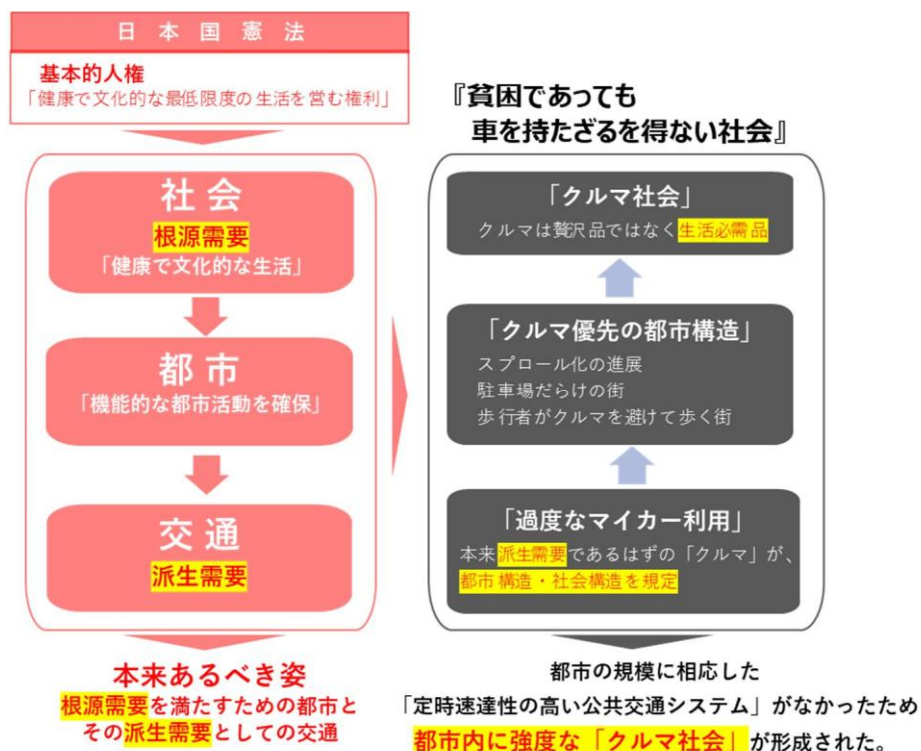 日本国憲法
基本的人権
「健康で文化的な最低限度の生活を営む権利」
社会
根源需要
「健康で文化的な生活」
都市
「機能的な都市活動を確保」
交通
派生需要
本来あるべき姿
根源需要を満たすための都市と
その派生需要としての交通
『貧困であっても
車を持たざるを得ない社会』
「クルマ社会」
クルマは贅沢品ではなく生活必需品
「クルマ優先の都市構造」
スプロール化の進展
駐車場だらけの街
歩行者がクルマを避けて歩く街
「過度なマイカー利用」
本来派生需要であるはずの「クルマ」が、
都市構造・社会構造を規定
都市の規模に相応した
「定時速達性の高い公共交通システム」がなかったため
都市内に強度な「クルマ社会」が形成された。